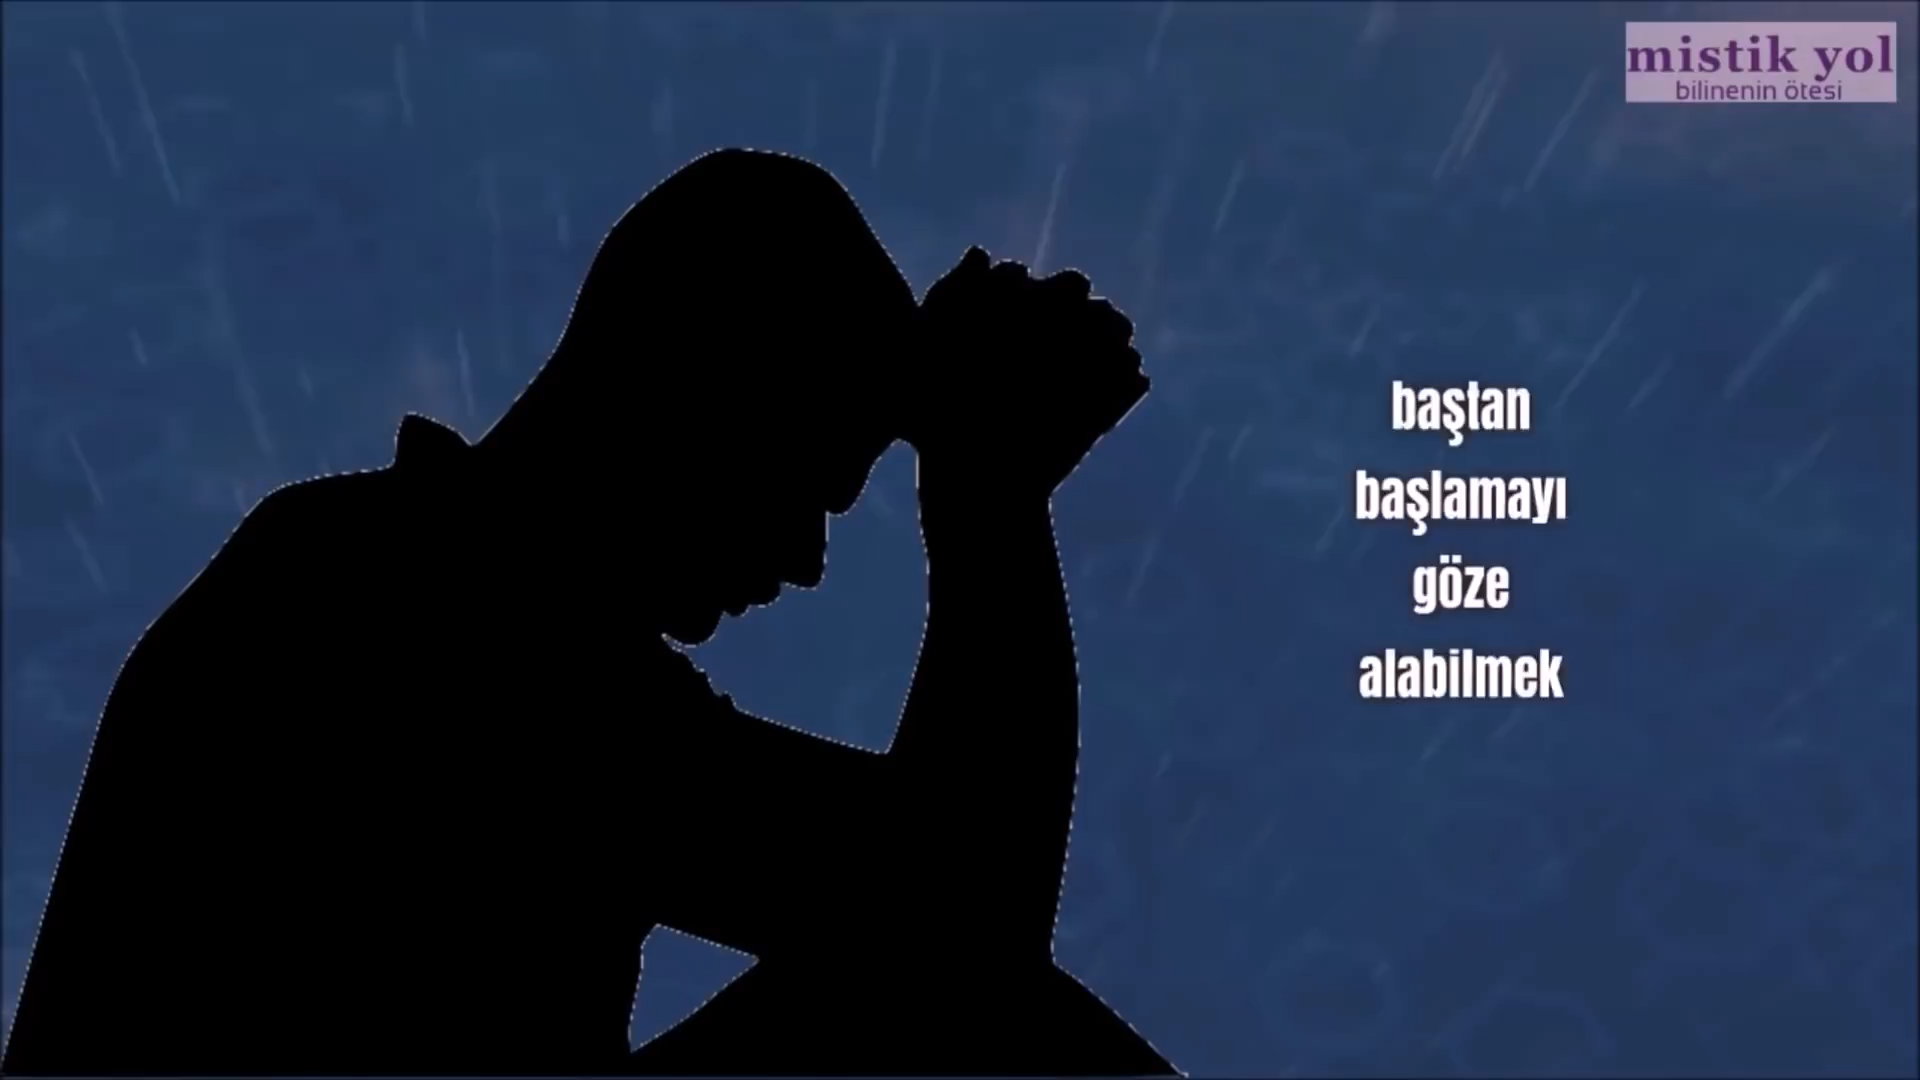 mistik yol
bilinenin ötesi
baştan
başlamayı
göze
alabilmek